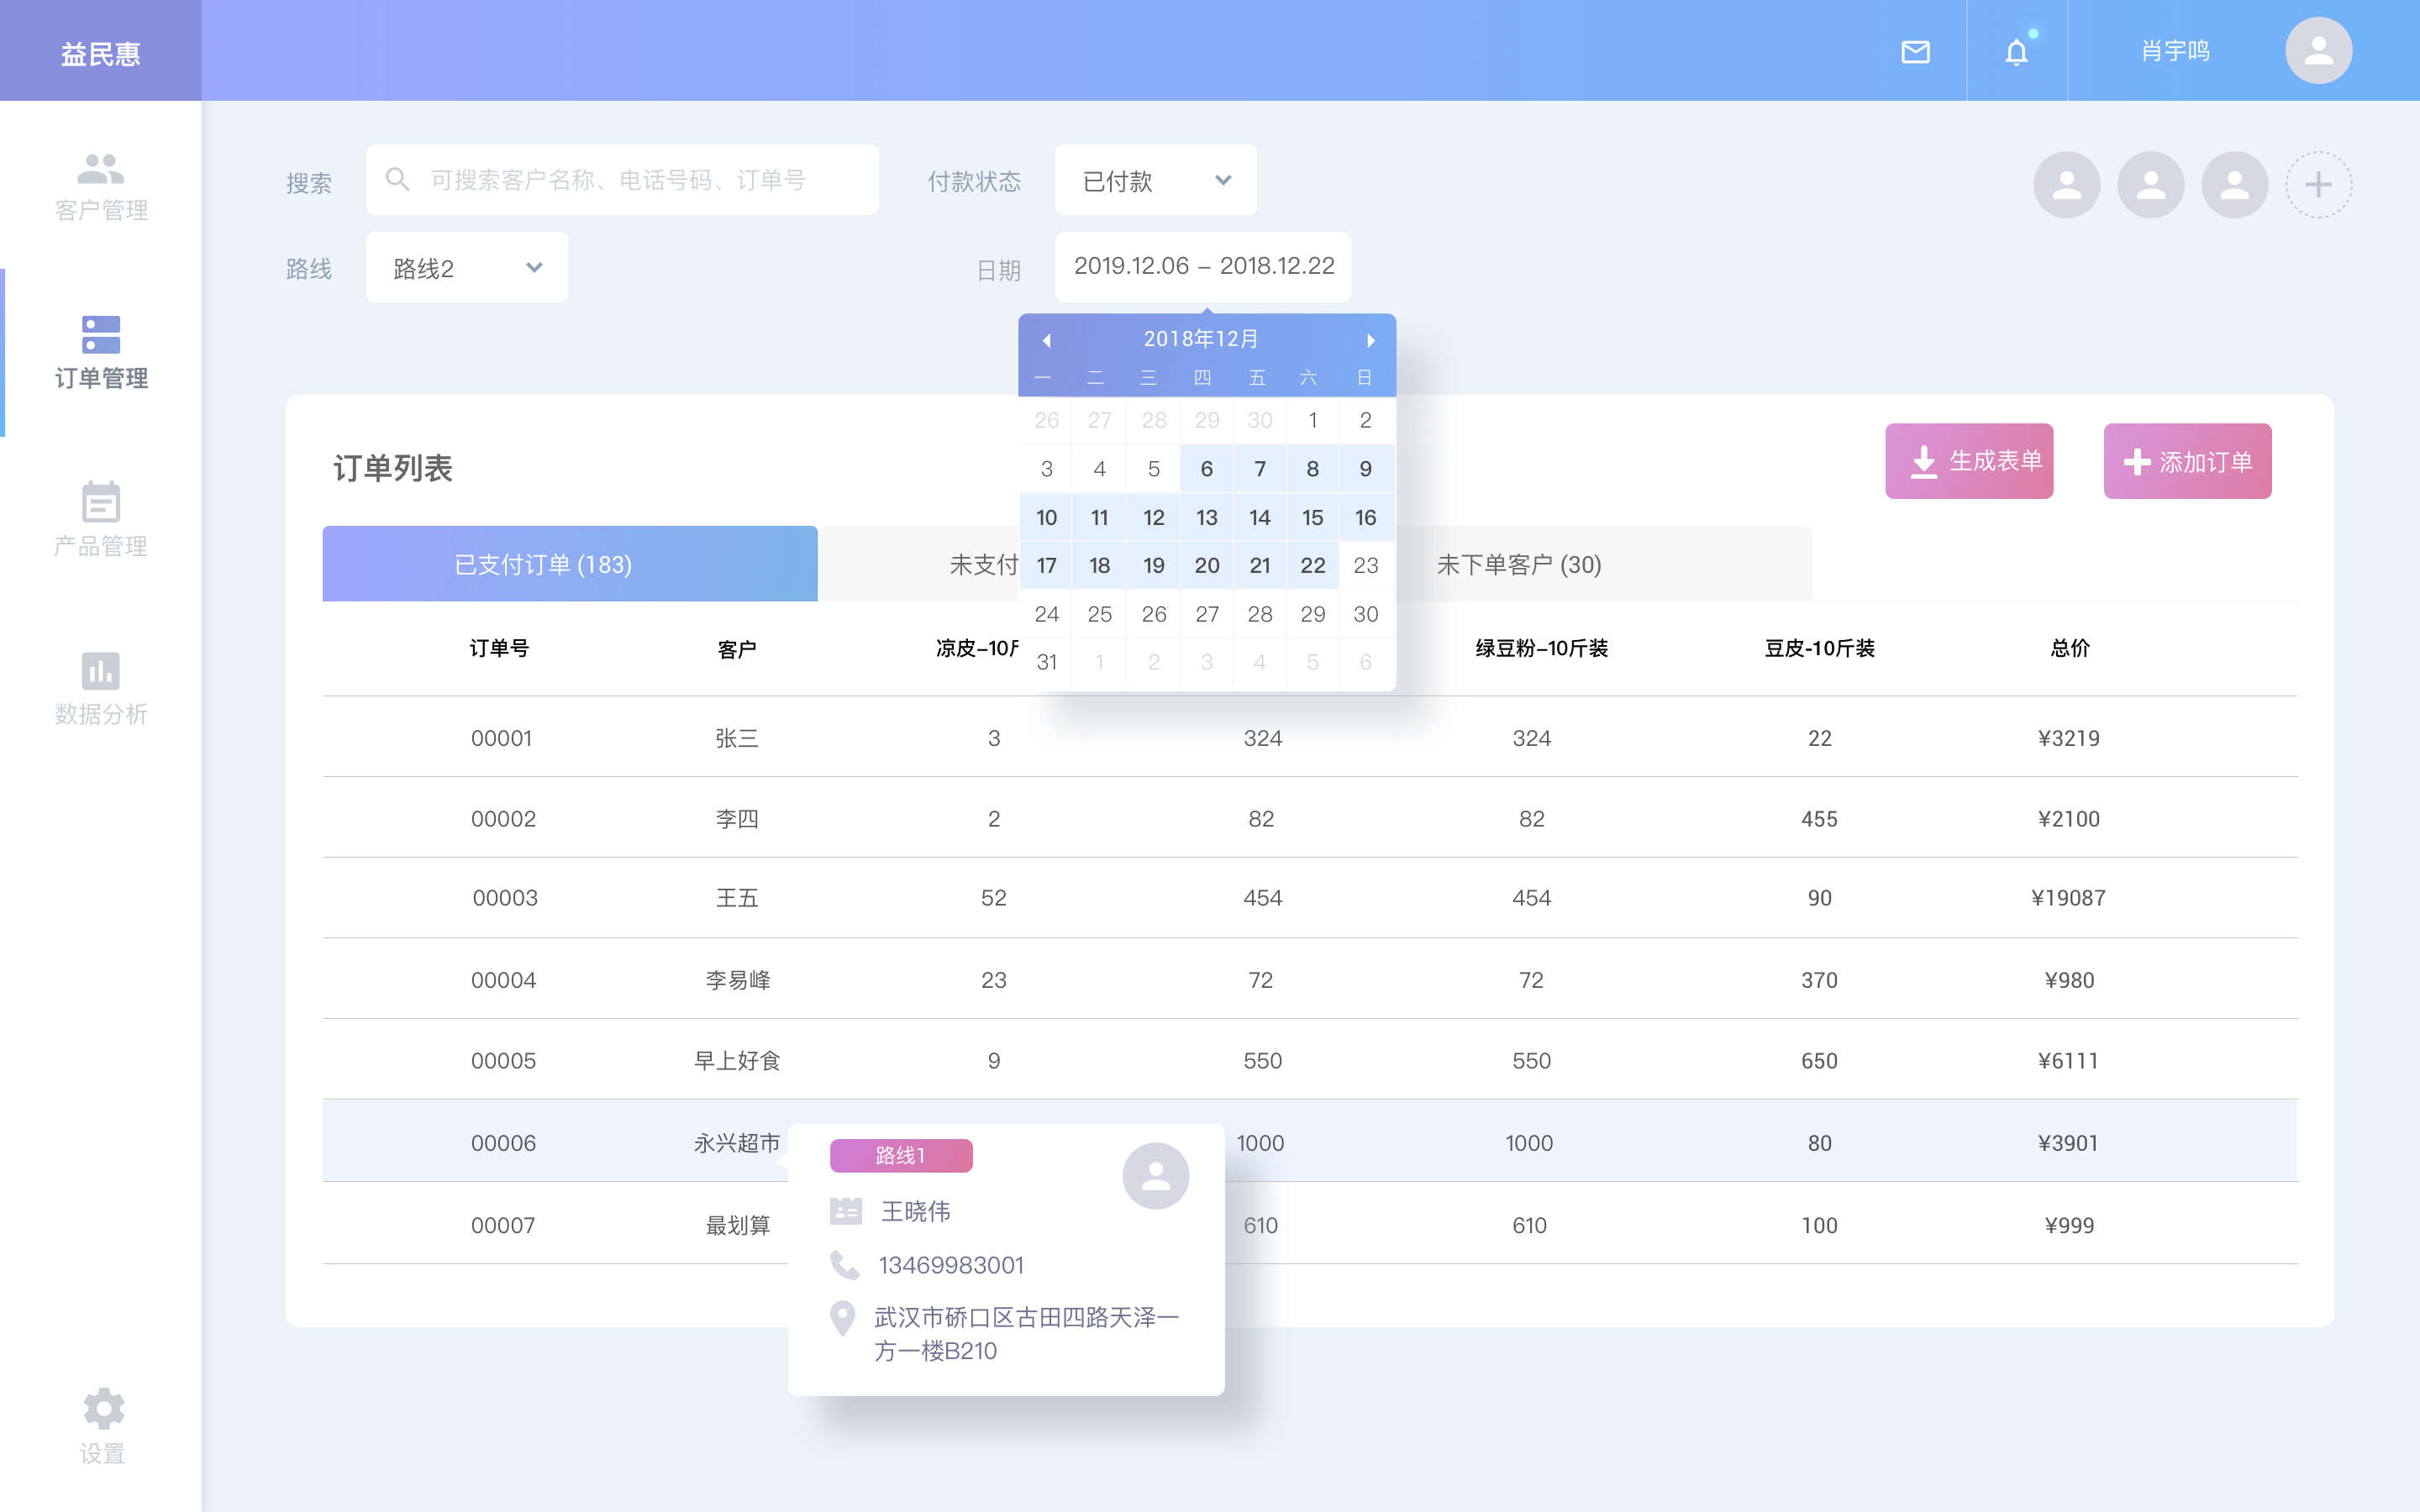 益民惠
肖宇鸣
客户管理
订单管理
产品管理
数据分析
设置
搜索
可搜索客户名称、电话号码、订单号
付款状态
已付款
路线
路线2
日期
2019.12.06 – 2018.12.22
2018年12月
一 二 三 四 五 六 日
26 27 28 29 30 1 2
3 4 5 6 7 8 9
10 11 12 13 14 15 16
17 18 19 20 21 22 23
24 25 26 27 28 29 30
31 1 2 3 4 5 6
订单列表
生成表单
添加订单
已支付订单 (183)
未支付
未下单客户 (30)
订单号 客户 凉皮–10 绿豆粉–10斤装 豆皮-10斤装 总价
00001 张三 3 324 324 22 ¥3219
00002 李四 2 82 82 455 ¥2100
00003 王五 52 454 454 90 ¥19087
00004 李易峰 23 72 72 370 ¥980
00005 早上好食 9 550 550 650 ¥6111
00006 永兴超市 1000 1000 80 ¥3901
00007 最划算 610 610 100 ¥999
路线1
王晓伟
13469983001
武汉市硚口区古田四路天泽一
方一楼B210